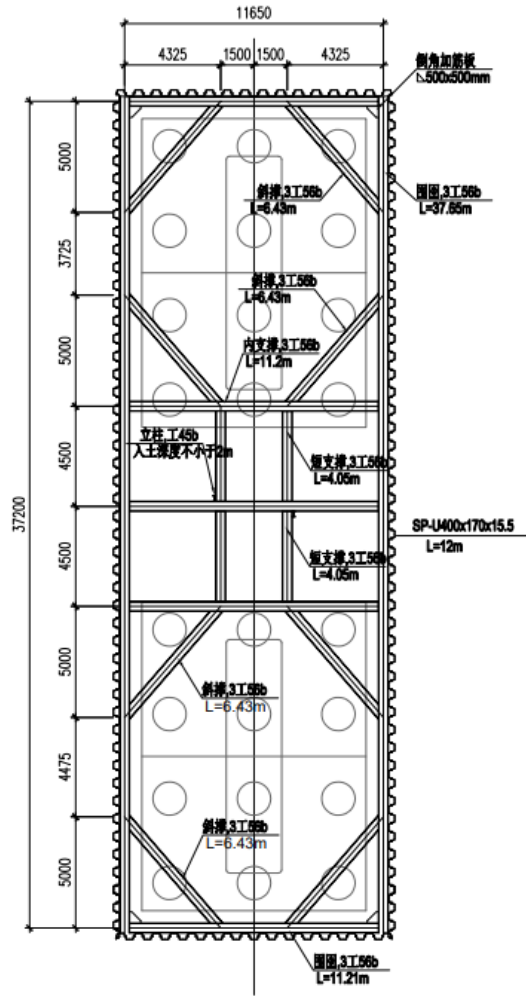 11650
4325
1500
1500
4325
倒角加筋板
⊿500x500mm
斜撑,3工56b
L=6.43m
围囹,3工56b
L=37.65m
斜撑,3工56b
L=6.43m
内支撑,3工56b
L=11.2m
立柱,工45b
入土深度不小于2m
短支撑,3工56b
L=4.05m
SP-U400x170x15.5
L=12m
短支撑,3工56b
L=4.05m
斜撑,3工56b
L=6.43m
斜撑,3工56b
L=6.43m
围囹,3工56b
L=11.21m
37200
5000
3725
5000
4500
4500
5000
4475
5000